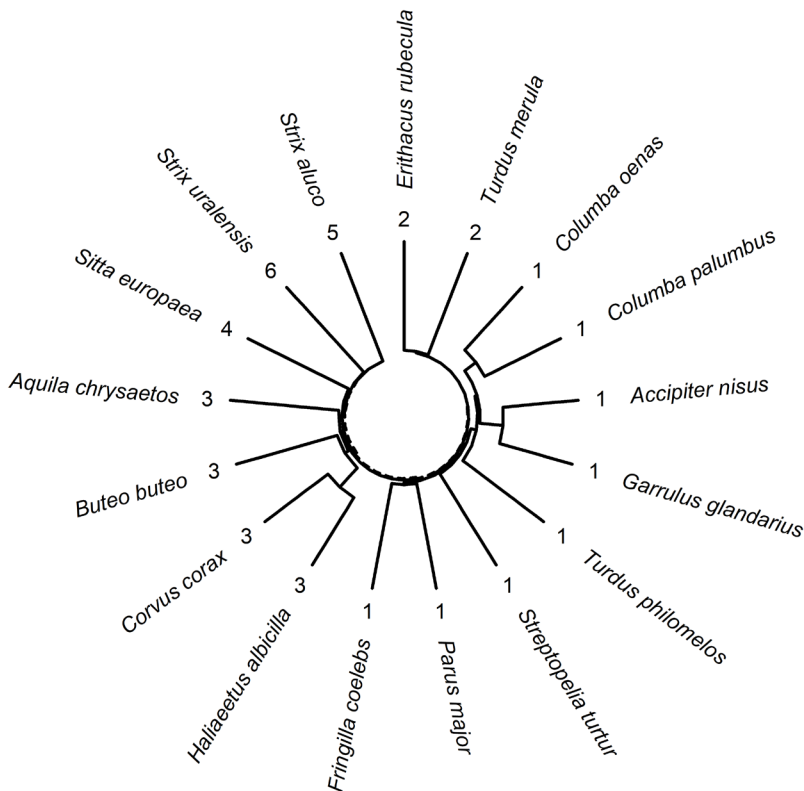 Erithacus rubecula
2
Turdus merula
2
Columba oenas
1
Columba palumbus
1
Accipiter nisus
1
Garrulus glandarius
1
Turdus philomelos
1
Streptopelia turtur
1
Parus major
1
Fringilla coelebs
1
Haliaeetus albicilla
3
Corvus corax
3
Buteo buteo
3
Aquila chrysaetos
3
Sitta europaea
4
Strix uralensis
6
Strix aluco
5